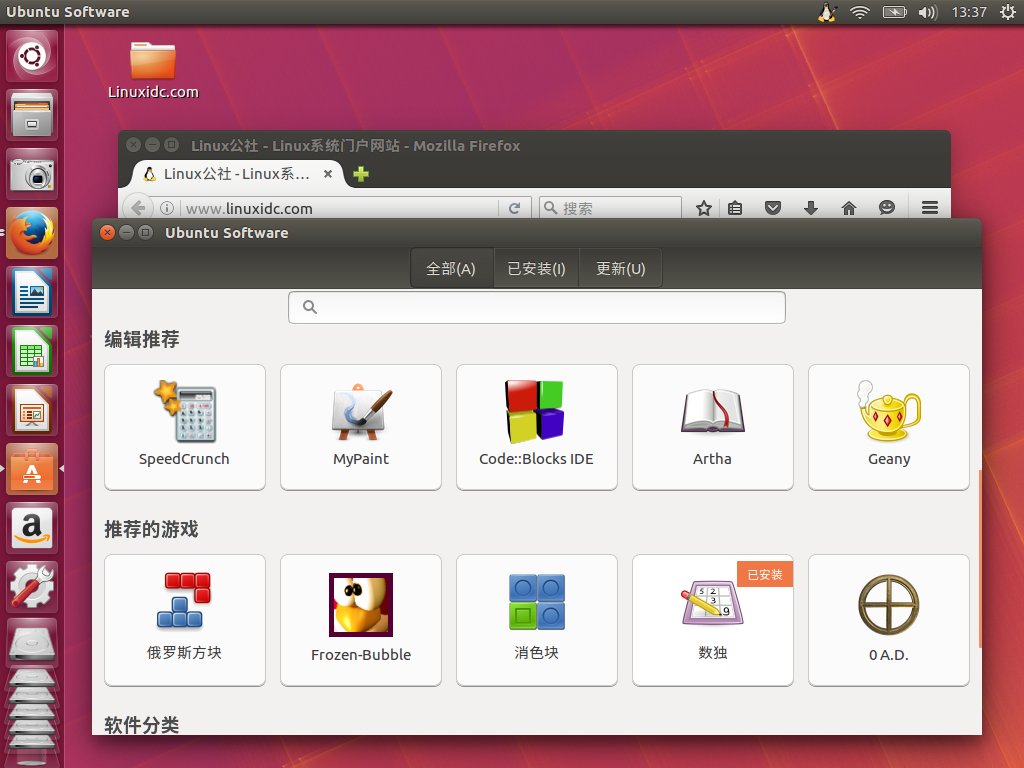 Ubuntu Software
13:37
Linuxidc.com
Linux公社 - Linux系统门户网站 - Mozilla Firefox
Linux公社 - Linux系...
www.linuxidc.com
搜索
Ubuntu Software
全部(A) 已安装(I) 更新(U)
编辑推荐
SpeedCrunch MyPaint Code::Blocks IDE Artha Geany
推荐的游戏
已安装
俄罗斯方块 Frozen-Bubble 消色块 数独 0 A.D.
软件分类